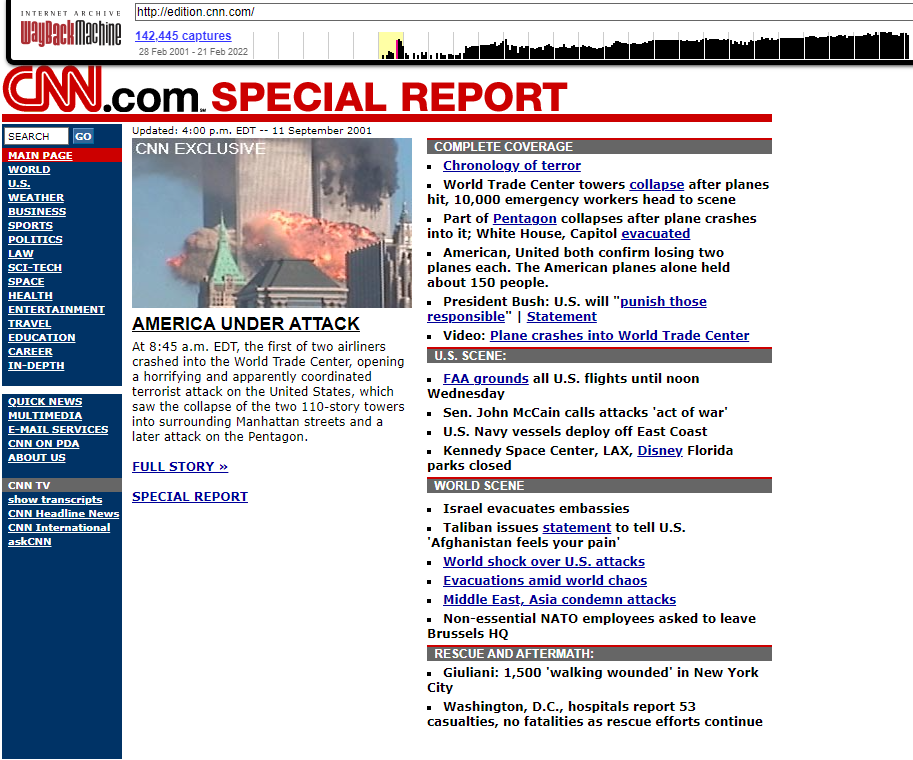 INTERNET ARCHIVE
WayBackMachine
http://edition.cnn.com/
142,445 captures
28 Feb 2001 - 21 Feb 2022
CNN.com SPECIAL REPORT
SEARCH GO
MAIN PAGE
WORLD
U.S.
WEATHER
BUSINESS
SPORTS
POLITICS
LAW
SCI-TECH
SPACE
HEALTH
ENTERTAINMENT
TRAVEL
EDUCATION
CAREER
IN-DEPTH
QUICK NEWS
MULTIMEDIA
E-MAIL SERVICES
CNN ON PDA
ABOUT US
CNN TV
show transcripts
CNN Headline News
CNN International
askCNN
Updated: 4:00 p.m. EDT -- 11 September 2001
CNN EXCLUSIVE
AMERICA UNDER ATTACK
At 8:45 a.m. EDT, the first of two airliners
crashed into the World Trade Center, opening
a horrifying and apparently coordinated
terrorist attack on the United States, which
saw the collapse of the two 110-story towers
into surrounding Manhattan streets and a
later attack on the Pentagon.
FULL STORY »
SPECIAL REPORT
COMPLETE COVERAGE
Chronology of terror
World Trade Center towers collapse after planes
hit, 10,000 emergency workers head to scene
Part of Pentagon collapses after plane crashes
into it; White House, Capitol evacuated
American, United both confirm losing two
planes each. The American planes alone held
about 150 people.
President Bush: U.S. will "punish those
responsible" | Statement
Video: Plane crashes into World Trade Center
U.S. SCENE:
FAA grounds all U.S. flights until noon
Wednesday
Sen. John McCain calls attacks 'act of war'
U.S. Navy vessels deploy off East Coast
Kennedy Space Center, LAX, Disney Florida
parks closed
WORLD SCENE
Israel evacuates embassies
Taliban issues statement to tell U.S.
'Afghanistan feels your pain'
World shock over U.S. attacks
Evacuations amid world chaos
Middle East, Asia condemn attacks
Non-essential NATO employees asked to leave
Brussels HQ
RESCUE AND AFTERMATH:
Giuliani: 1,500 'walking wounded' in New York
City
Washington, D.C., hospitals report 53
casualties, no fatalities as rescue efforts continue